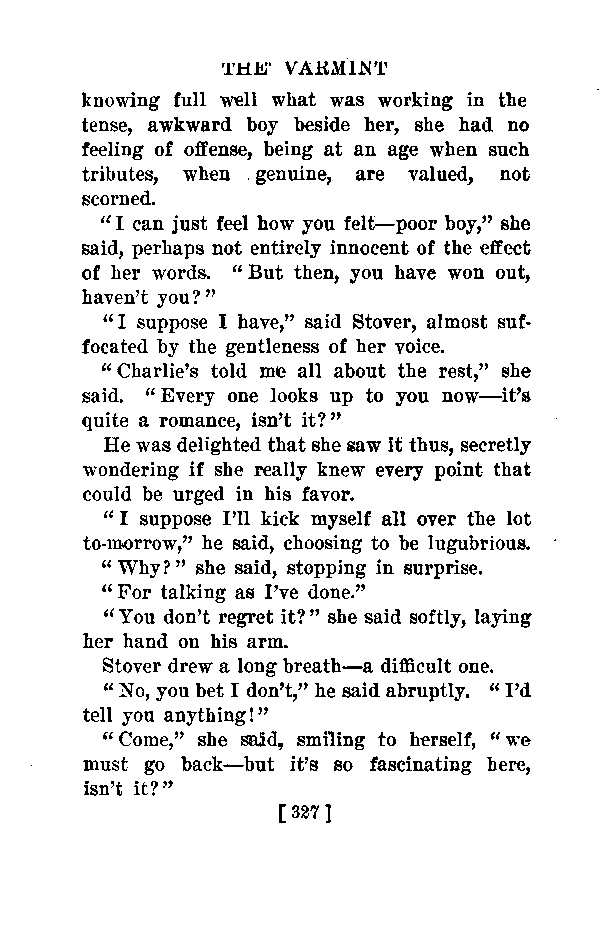 THE VARMINT
knowing full well what was working in the
tense, awkward boy beside her, she had no
feeling of offense, being at an age when such
tributes, when genuine, are valued, not
scorned.
"I can just feel how you felt—poor boy," she
said, perhaps not entirely innocent of the effect
of her words. "But then, you have won out,
haven't you?"
"I suppose I have," said Stover, almost suf-
focated by the gentleness of her voice.
"Charlie's told me all about the rest," she
said. "Every one looks up to you now—it's
quite a romance, isn't it?"
He was delighted that she saw it thus, secretly
wondering if she really knew every point that
could be urged in his favor.
"I suppose I'll kick myself all over the lot
to-morrow," he said, choosing to be lugubrious.
"Why?" she said, stopping in surprise.
"For talking as I've done."
"You don't regret it?" she said softly, laying
her hand on his arm.
Stover drew a long breath—a difficult one.
"No, you bet I don't," he said abruptly. "I'd
tell you anything!"
"Come," she said, smiling to herself, "we
must go back—but it's so fascinating here,
isn't it?"
[327]